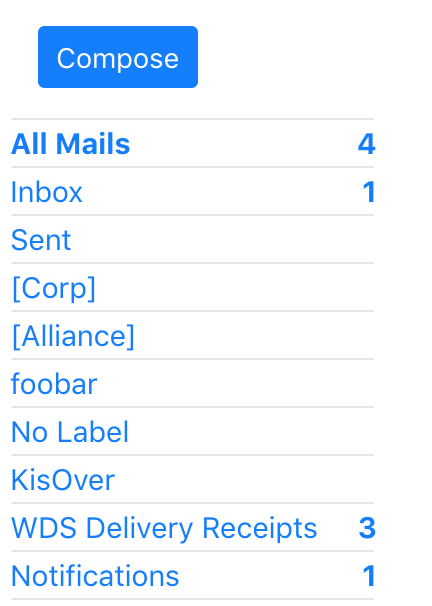 Compose
All Mails 4
Inbox 1
Sent
[Corp]
[Alliance]
foobar
No Label
KisOver
WDS Delivery Receipts 3
Notifications 1